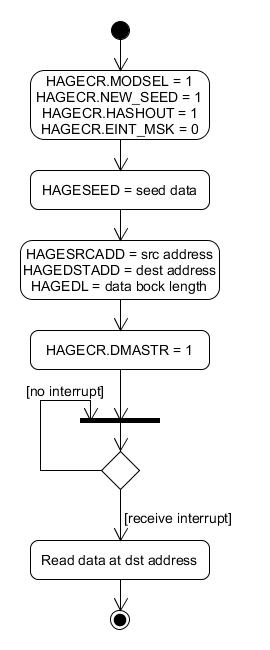 HAGECR.MODSEL = 1
HAGECR.NEW_SEED = 1
HAGECR.HASHOUT = 1
HAGECR.EINT_MSK = 0
HAGESEED = seed data
HAGESRCADD = src address
HAGEDSTADD = dest address
HAGEDL = data bock length
HAGECR.DMASTR = 1
[no interrupt]
[receive interrupt]
Read data at dst address